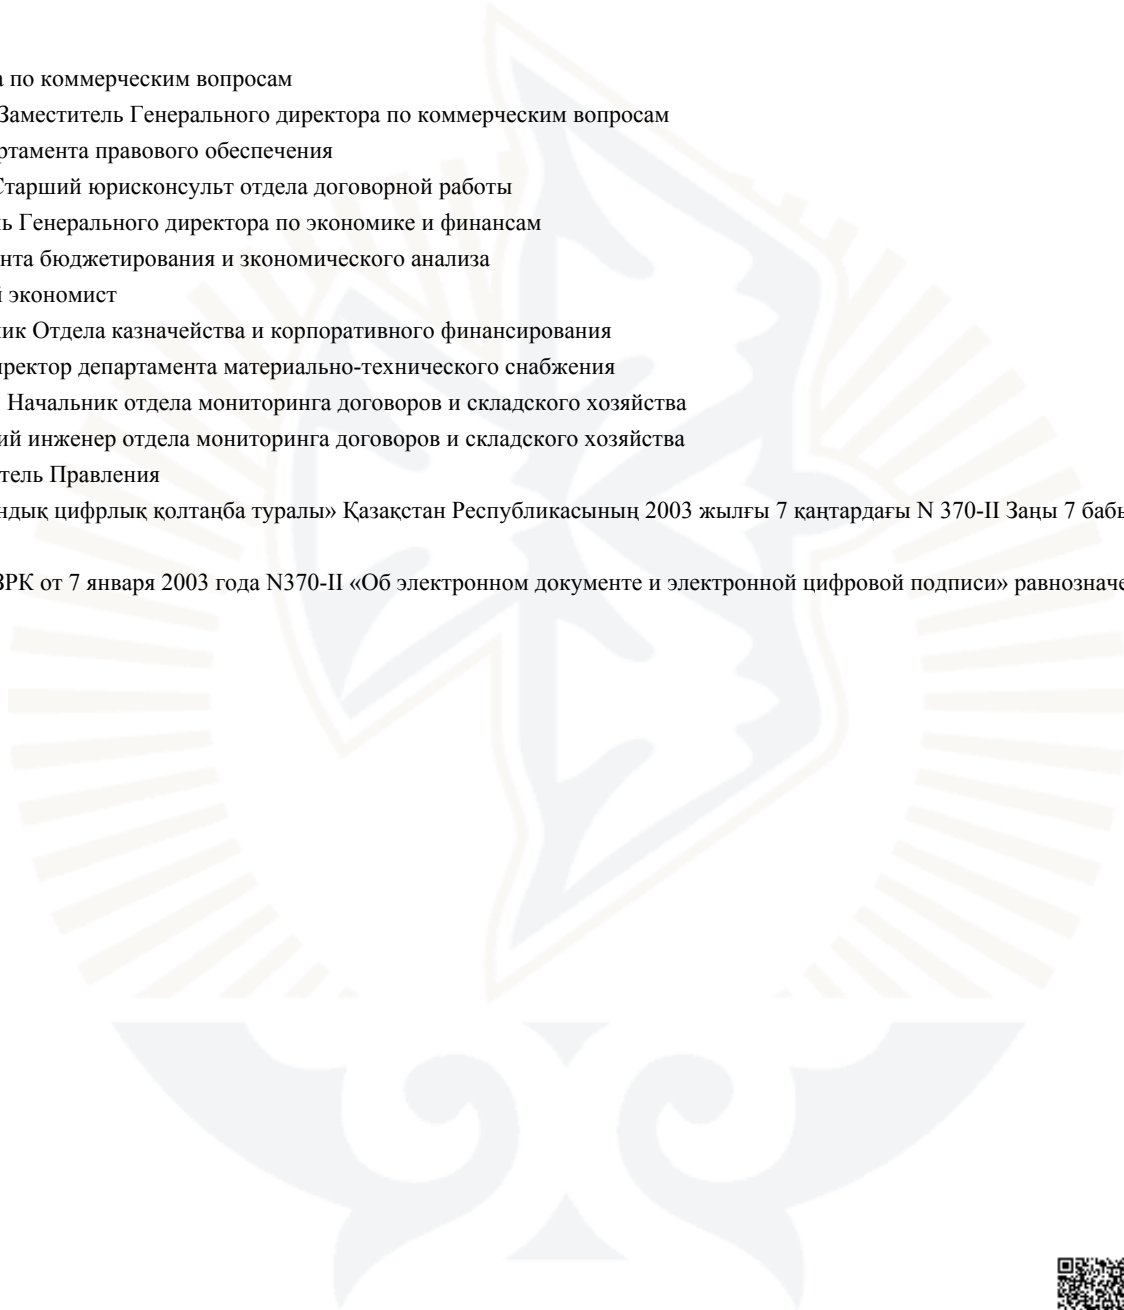 а по коммерческим вопросам
Заместитель Генерального директора по коммерческим вопросам
ртамента правового обеспечения
Старший юрисконсульт отдела договорной работы
ь Генерального директора по экономике и финансам
нта бюджетирования и зкономического анализа
й экономист
ик Отдела казначейства и корпоративного финансирования
иректор департамента материально-технического снабжения
Начальник отдела мониторинга договоров и складского хозяйства
ий инженер отдела мониторинга договоров и складского хозяйства
тель Правления
ндық цифрлық қолтаңба туралы» Қазақстан Республикасының 2003 жылғы 7 қаңтардағы N 370-II Заңы 7 бабы
ЗРК от 7 января 2003 года N370-II «Об электронном документе и электронной цифровой подписи» равнозначе